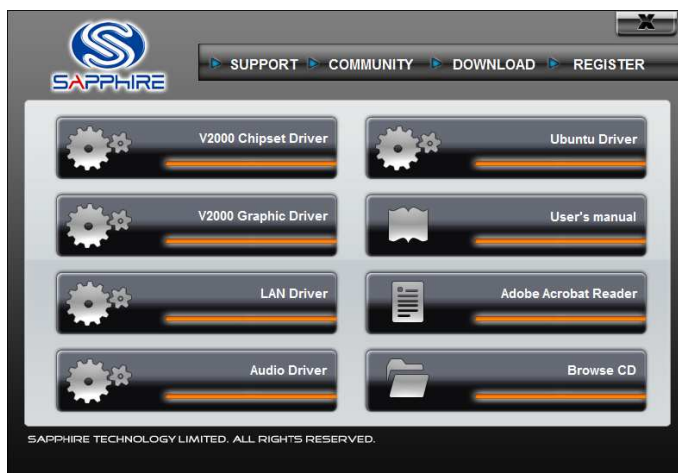 X
SAPPHIRE
SUPPORT COMMUNITY DOWNLOAD REGISTER
V2000 Chipset Driver
Ubuntu Driver
V2000 Graphic Driver
User's manual
LAN Driver
Adobe Acrobat Reader
Audio Driver
Browse CD
SAPPHIRE TECHNOLOGY LIMITED. ALL RIGHTS RESERVED.